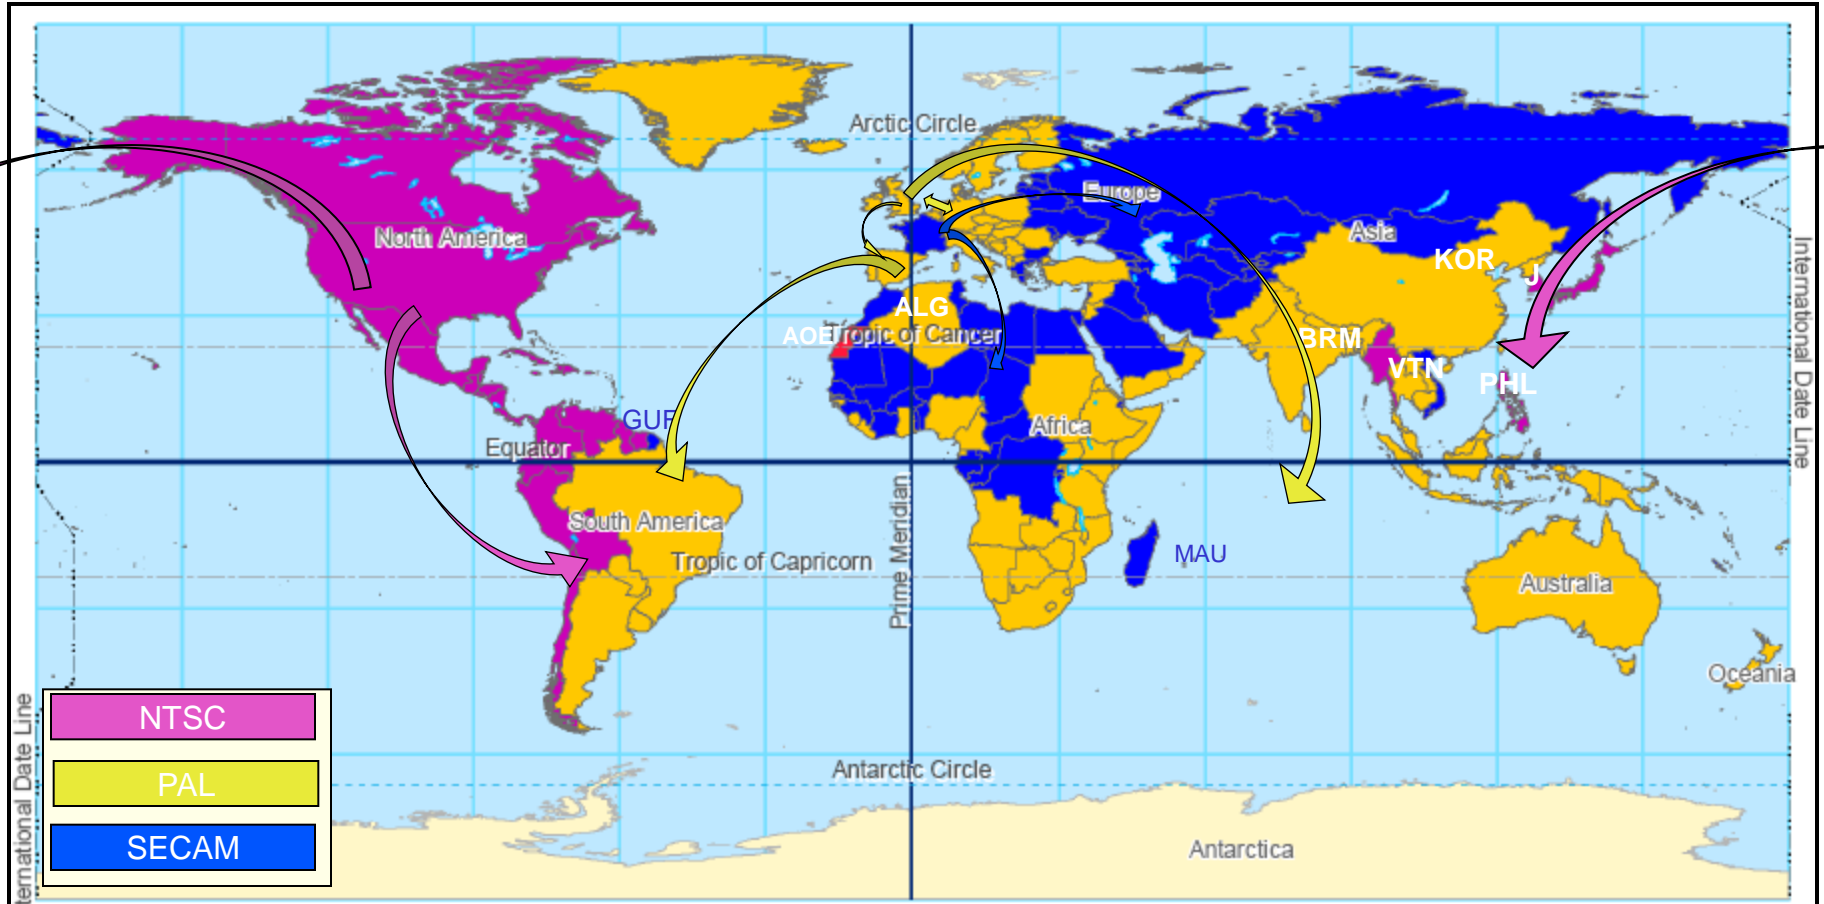 Arctic Circle
North America
Europe
Asia
KOR
J
International Date Line
ALG
AOE
Tropic of Cancer
BRM
VTN
PHL
GUF
Africa
Equator
South America
Prime Meridian
MAU
Tropic of Capricorn
Australia
Oceania
International Date Line
NTSC
PAL
SECAM
Antarctic Circle
Antarctica